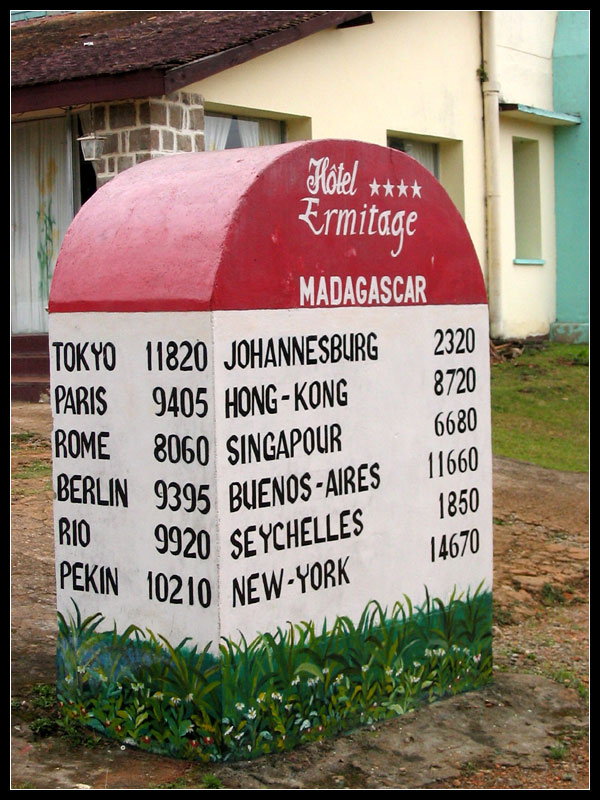 Hôtel ★★★★
Ermitage
MADAGASCAR
TOKYO 11820
PARIS 9405
ROME 8060
BERLIN 9395
RIO 9920
PEKIN 10210
JOHANNESBURG 2320
HONG-KONG 8720
SINGAPOUR 6680
BUENOS-AIRES 11660
SEYCHELLES 1850
NEW-YORK 14670